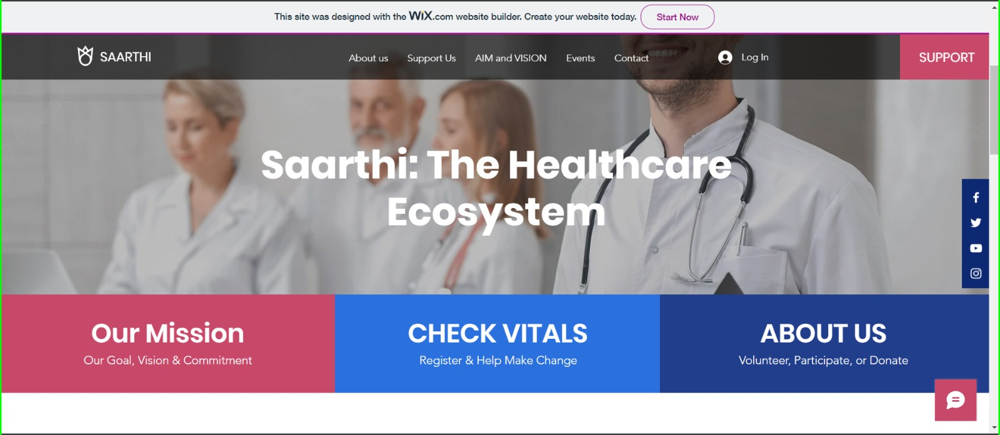 This site was designed with the WiX.com website builder. Create your website today. Start Now
SAARTHI About us Support Us AIM and VISION Events Contact Log In SUPPORT
Saarthi: The Healthcare
Ecosystem
Our Mission
Our Goal, Vision & Commitment
CHECK VITALS
Register & Help Make Change
ABOUT US
Volunteer, Participate, or Donate